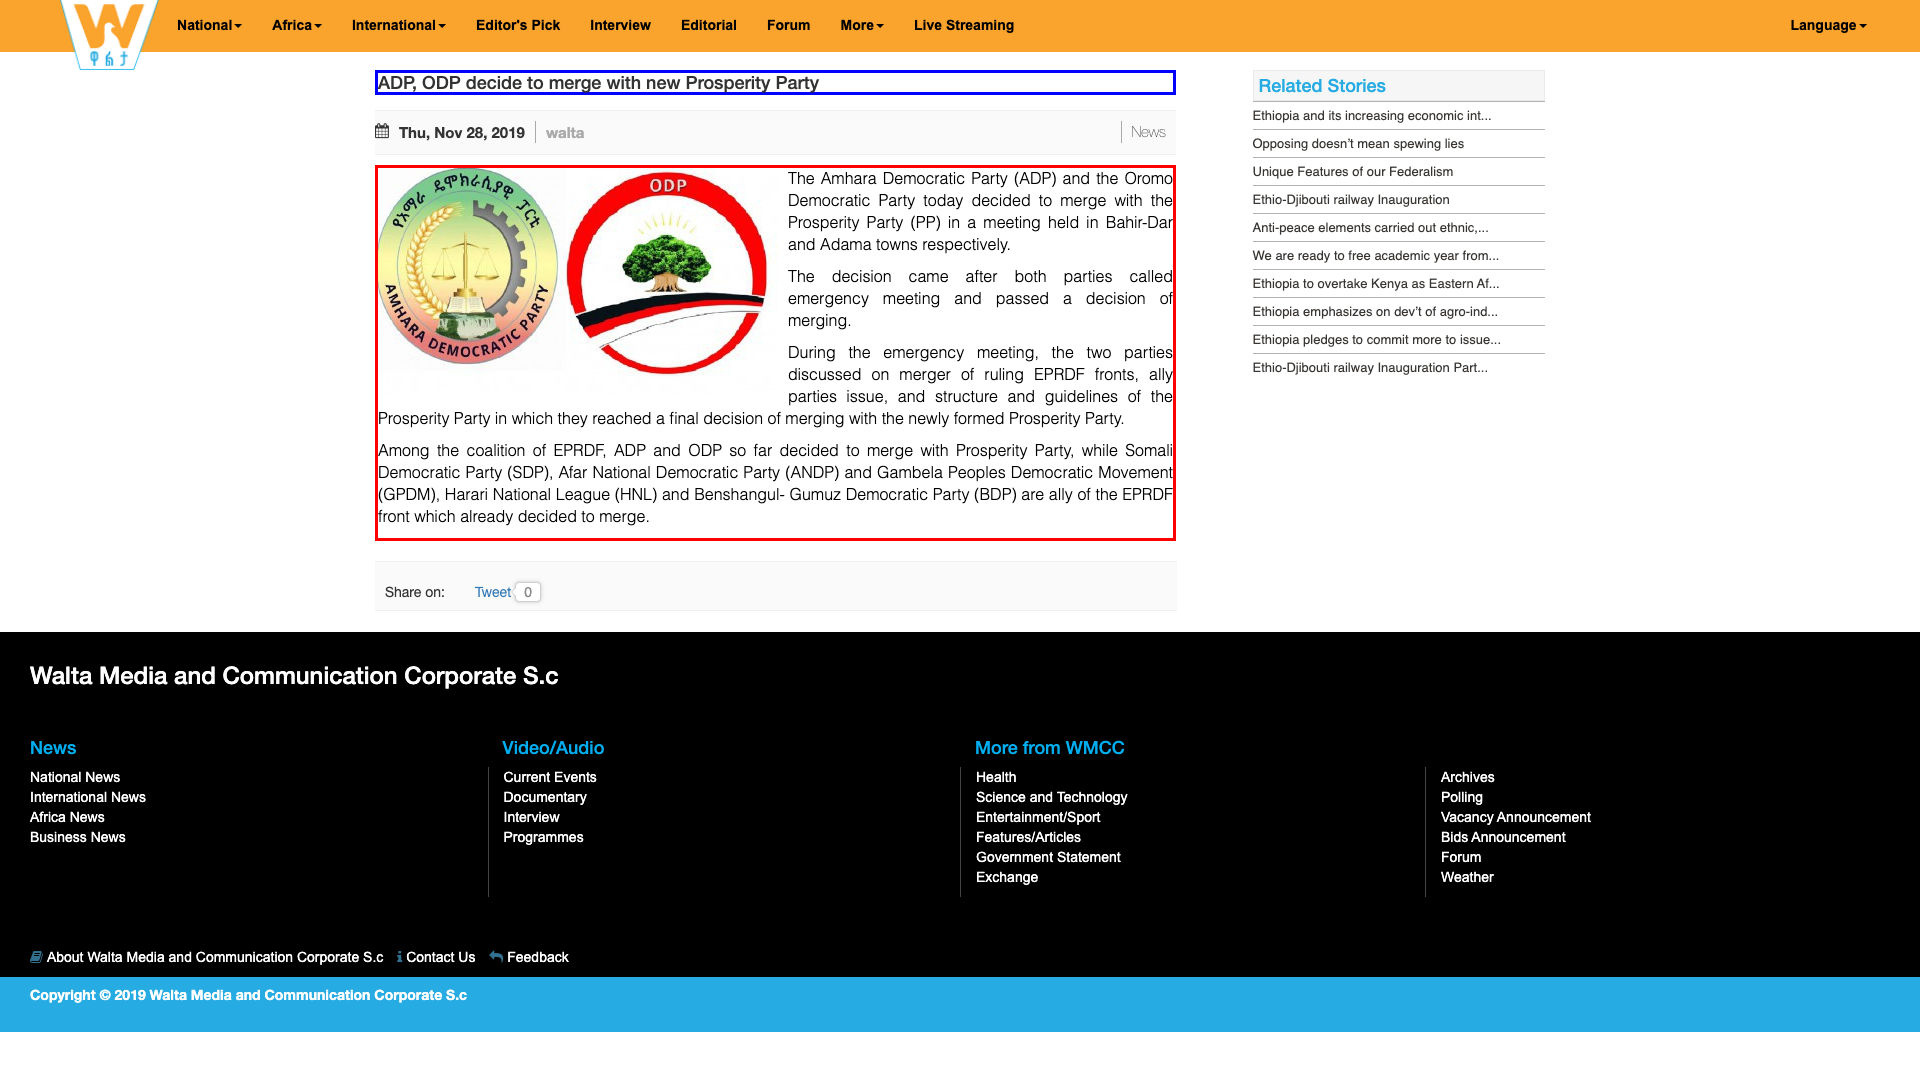 ዋልታ
National
Africa
International
Editor's Pick
Interview
Editorial
Forum
More
Live Streaming
Language
ADP, ODP decide to merge with new Prosperity Party
Thu, Nov 28, 2019
walta
News
የአማራ ዴሞክራሲያዊ ፓርቲ
AMHARA DEMOCRATIC PARTY
ODP
The Amhara Democratic Party (ADP) and the Oromo
Democratic Party today decided to merge with the
Prosperity Party (PP) in a meeting held in Bahir-Dar
and Adama towns respectively.
The decision came after both parties called
emergency meeting and passed a decision of
merging.
During the emergency meeting, the two parties
discussed on merger of ruling EPRDF fronts, ally
parties issue, and structure and guidelines of the
Prosperity Party in which they reached a final decision of merging with the newly formed Prosperity Party.
Among the coalition of EPRDF, ADP and ODP so far decided to merge with Prosperity Party, while Somali
Democratic Party (SDP), Afar National Democratic Party (ANDP) and Gambela Peoples Democratic Movement
(GPDM), Harari National League (HNL) and Benshangul- Gumuz Democratic Party (BDP) are ally of the EPRDF
front which already decided to merge.
Share on:
Tweet 0
Related Stories
Ethiopia and its increasing economic int...
Opposing doesn’t mean spewing lies
Unique Features of our Federalism
Ethio-Djibouti railway Inauguration
Anti-peace elements carried out ethnic,...
We are ready to free academic year from...
Ethiopia to overtake Kenya as Eastern Af...
Ethiopia emphasizes on dev’t of agro-ind...
Ethiopia pledges to commit more to issue...
Ethio-Djibouti railway Inauguration Part...
Walta Media and Communication Corporate S.c
News
National News
International News
Africa News
Business News
Video/Audio
Current Events
Documentary
Interview
Programmes
More from WMCC
Health
Science and Technology
Entertainment/Sport
Features/Articles
Government Statement
Exchange
Archives
Polling
Vacancy Announcement
Bids Announcement
Forum
Weather
About Walta Media and Communication Corporate S.c
Contact Us
Feedback
Copyright © 2019 Walta Media and Communication Corporate S.c